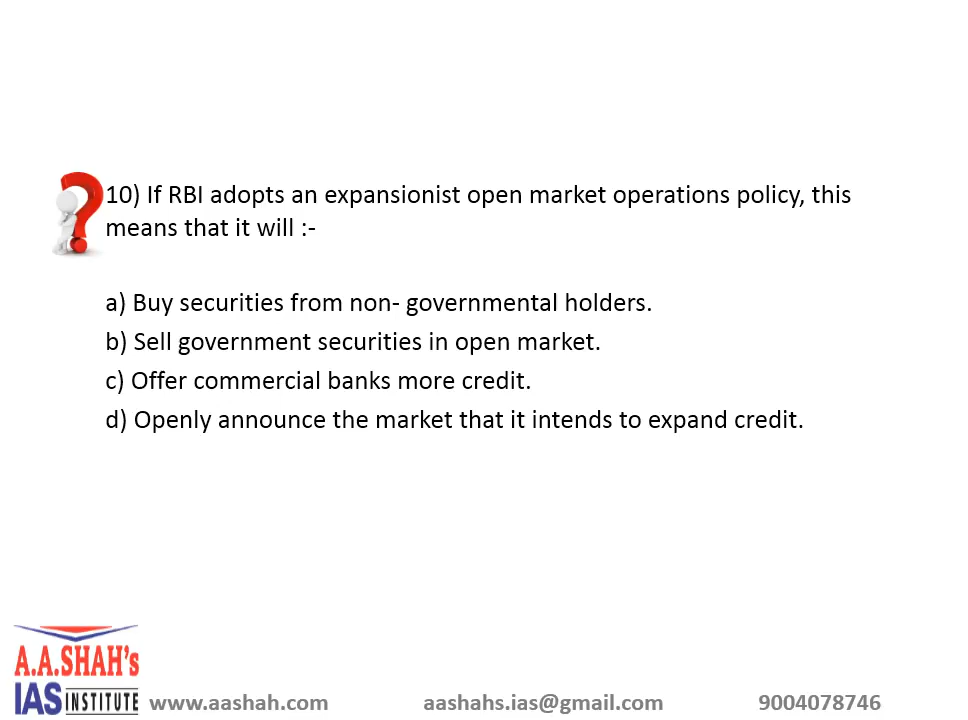 10) If RBI adopts an expansionist open market operations policy, this
means that it will :-
a) Buy securities from non- governmental holders.
b) Sell government securities in open market.
c) Offer commercial banks more credit.
d) Openly announce the market that it intends to expand credit.
A.A.SHAH's
IAS INSTITUTE
www.aashah.com aashahs.ias@gmail.com 9004078746